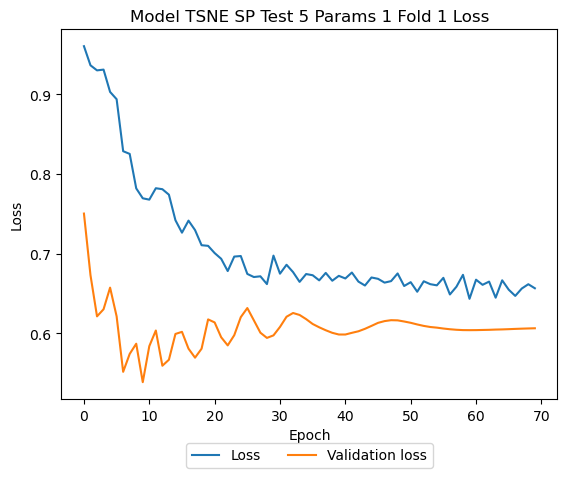 Model TSNE SP Test 5 Params 1 Fold 1 Loss
0.9
0.8
0.7
0.6
Loss
0 10 20 30 40 50 60 70
Epoch
Loss Validation loss